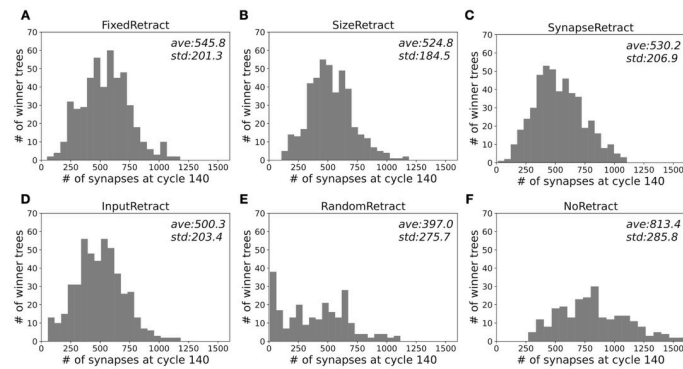 A
FixedRetract
ave:545.8
std:201.3
# of winner trees
70
60
50
40
30
20
10
0
0 250 500 750 1000 1250 1500
# of synapses at cycle 140
B
SizeRetract
ave:524.8
std:184.5
# of winner trees
70
60
50
40
30
20
10
0
0 250 500 750 1000 1250 1500
# of synapses at cycle 140
C
SynapseRetract
ave:530.2
std:206.9
# of winner trees
70
60
50
40
30
20
10
0
0 250 500 750 1000 1250 1500
# of synapses at cycle 140
D
InputRetract
ave:500.3
std:203.4
# of winner trees
70
60
50
40
30
20
10
0
0 250 500 750 1000 1250 1500
# of synapses at cycle 140
E
RandomRetract
ave:397.0
std:275.7
# of winner trees
70
60
50
40
30
20
10
0
0 250 500 750 1000 1250 1500
# of synapses at cycle 140
F
NoRetract
ave:813.4
std:285.8
# of winner trees
70
60
50
40
30
20
10
0
0 250 500 750 1000 1250 1500
# of synapses at cycle 140